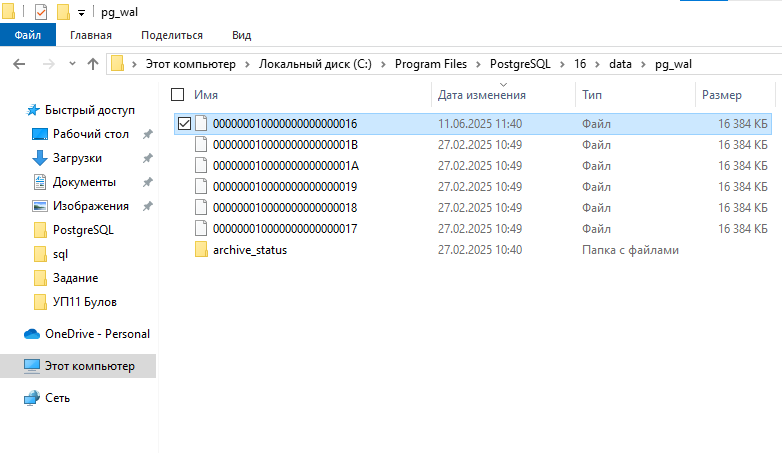 pg_wal
Файл Главная Поделиться Вид
Этот компьютер Локальный диск (C:) Program Files PostgreSQL 16 data pg_wal
Имя Дата изменения Тип Размер
Быстрый доступ
Рабочий стол
Загрузки
Документы
Изображения
PostgreSQL
sql
Задание
УП11 Булов
OneDrive - Personal
Этот компьютер
Сеть
000000010000000000000016 11.06.2025 11:40 Файл 16 384 КБ
00000001000000000000001B 27.02.2025 10:49 Файл 16 384 КБ
00000001000000000000001A 27.02.2025 10:49 Файл 16 384 КБ
000000010000000000000019 27.02.2025 10:49 Файл 16 384 КБ
000000010000000000000018 27.02.2025 10:49 Файл 16 384 КБ
000000010000000000000017 27.02.2025 10:49 Файл 16 384 КБ
archive_status 27.02.2025 10:40 Папка с файлами